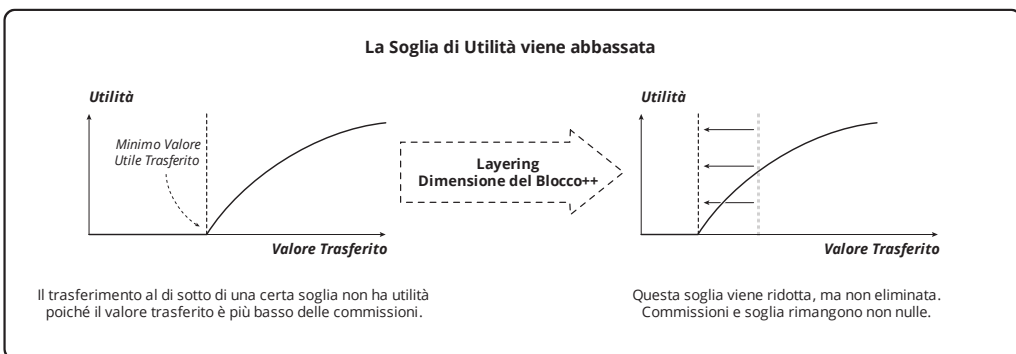 La Soglia di Utilità viene abbassata
Utilità
Minimo Valore
Utile Trasferito
Valore Trasferito
Layering
Dimensione del Blocco++
Utilità
Valore Trasferito
Il trasferimento al di sotto di una certa soglia non ha utilità
poiché il valore trasferito è più basso delle commissioni.
Questa soglia viene ridotta, ma non eliminata.
Commissioni e soglia rimangono non nulle.